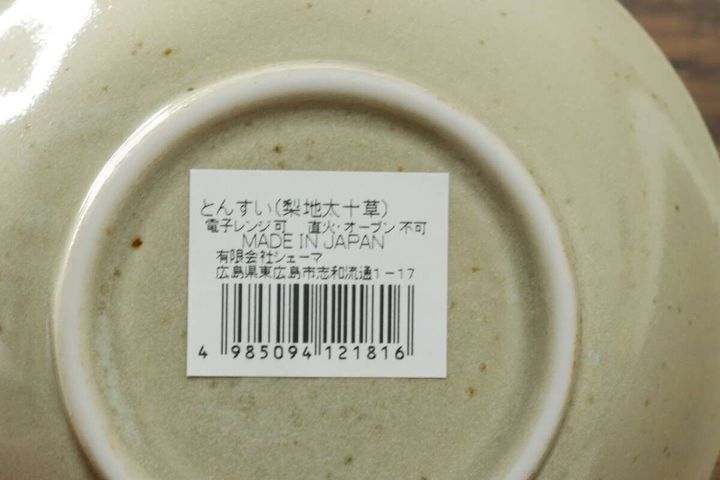 とんすい(梨地太十草)
電子レンジ可 直火・オーブン不可
MADE IN JAPAN
有限会社シェーマ
広島県東広島市志和流通1-17
4 985094 121816